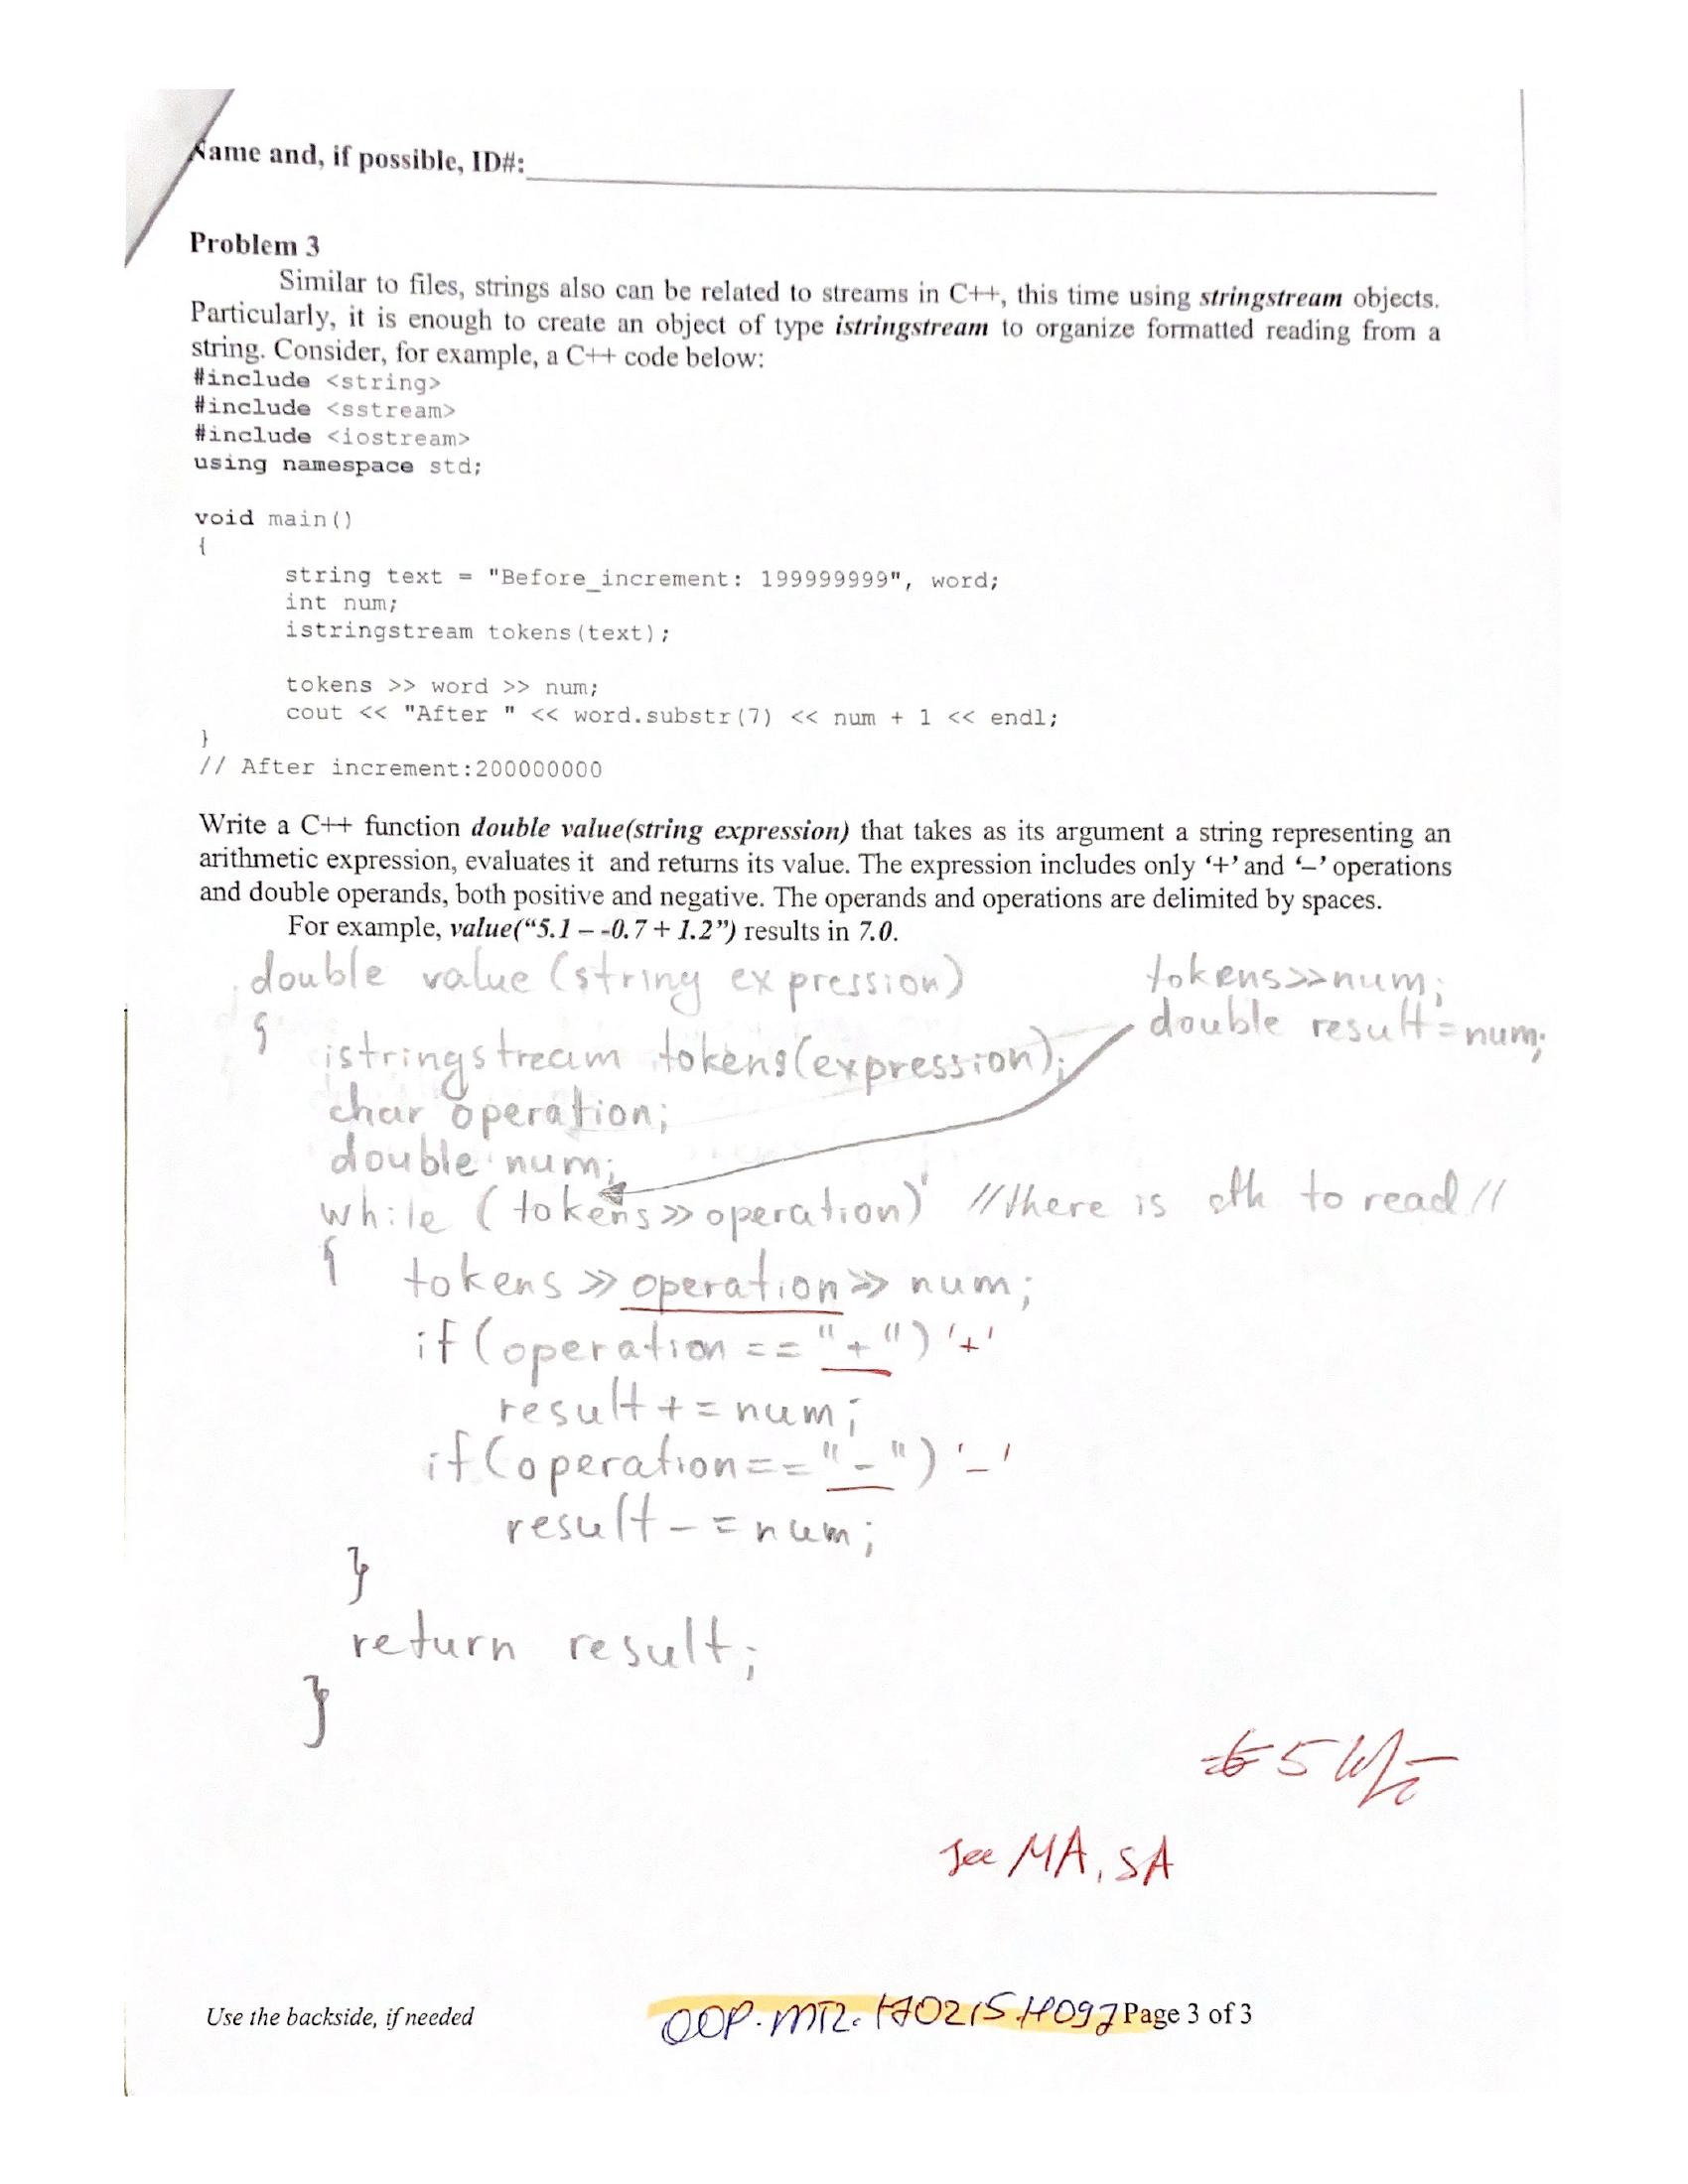 Name and, if possible, ID#:
Problem 3
Similar to files, strings also can be related to streams in C++, this time using stringstream objects.
Particularly, it is enough to create an object of type istringstream to organize formatted reading from a
string. Consider, for example, a C++ code below:
#include <string>
#include <sstream>
#include <iostream>
using namespace std;
void main()
{
string text = "Before_increment: 199999999", word;
int num;
istringstream tokens(text);
tokens >> word >> num;
cout << "After " << word.substr(7) << num + 1 << endl;
}
// After increment:200000000
Write a C++ function double value(string expression) that takes as its argument a string representing an
arithmetic expression, evaluates it and returns its value. The expression includes only ‘+’ and ‘–’ operations
and double operands, both positive and negative. The operands and operations are delimited by spaces.
For example, value(“5.1 – -0.7 + 1.2”) results in 7.0.
double value (string expression)
tokens>>num;
double result=num;
{
istringstream tokens(expression);
char operation;
double num;
while (tokens>>operation) //there is sth to read//
{
tokens >> operation >> num;
if (operation == "+") '+'
result += num;
if (operation == "-") '-'
result -= num;
}
return result;
}
5
See MA, SA
Use the backside, if needed
OOP.MT2.170215.H097 Page 3 of 3